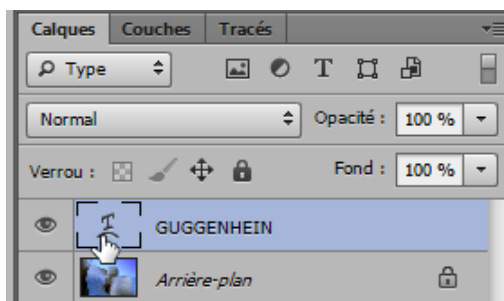 Calques Couches Tracés
Type T
Normal Opacité : 100 %
Verrou : Fond : 100 %
T GUGGENHEIN
Arrière-plan